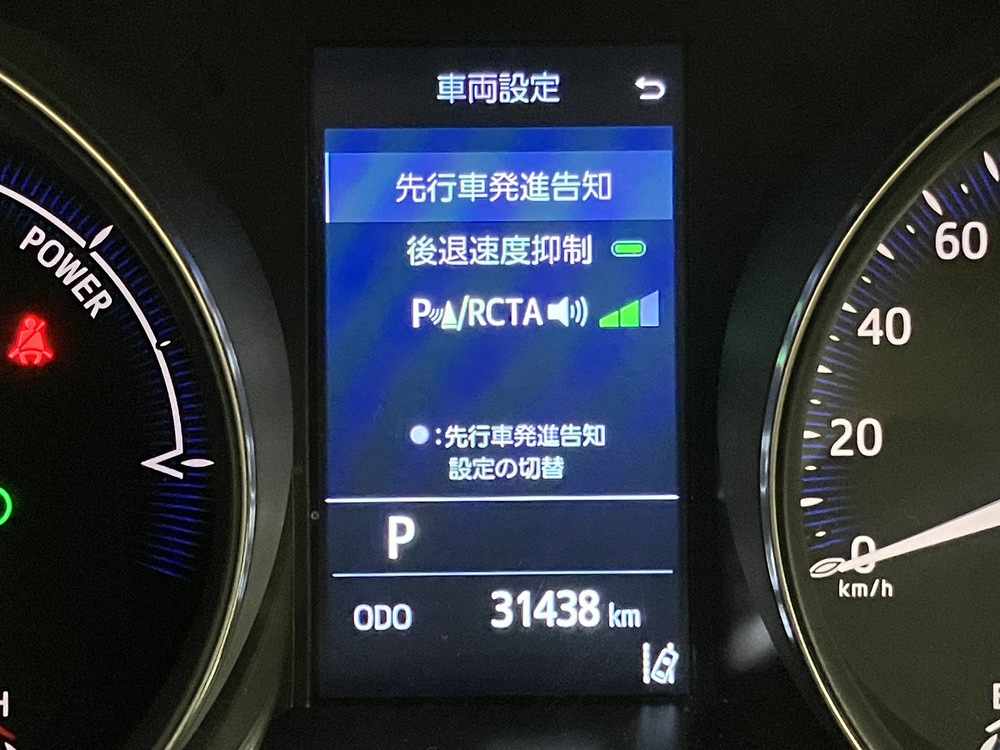 車両設定
先行車発進告知
後退速度抑制
P/RCTA
：先行車発進告知
設定の切替
P
ODO 31438 km
POWER
60
40
20
0
km/h
H
E